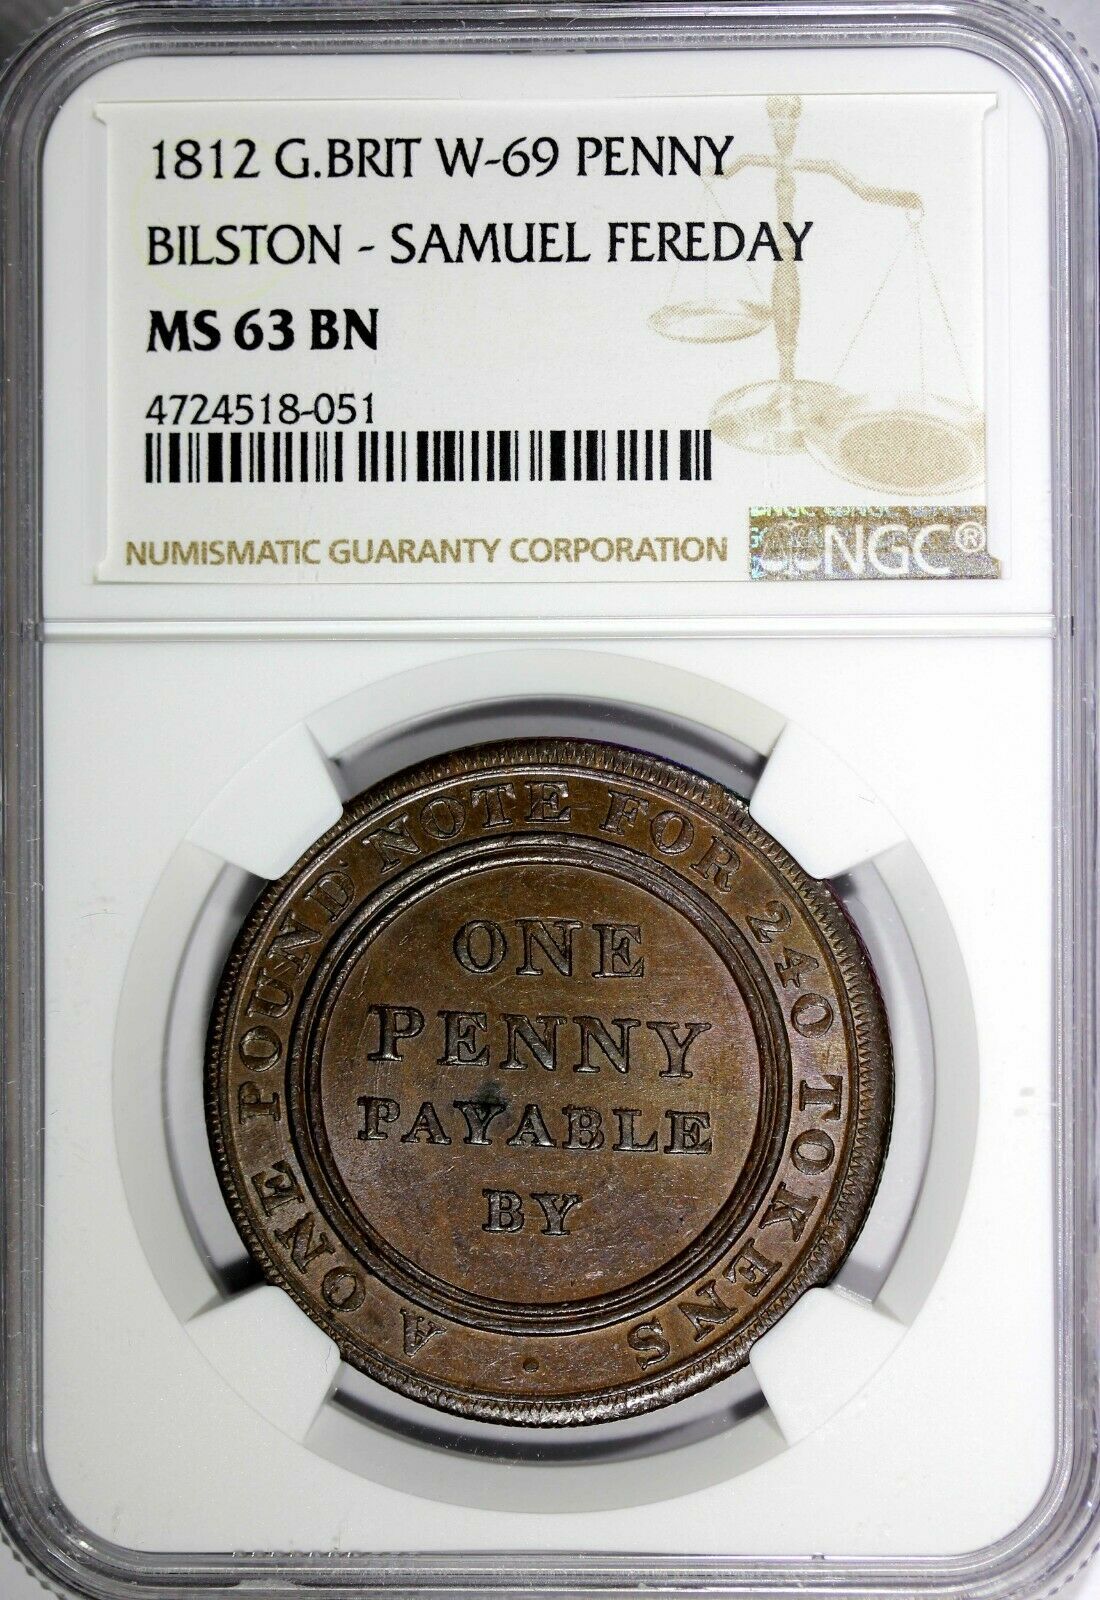 1812 G.BRIT W-69 PENNY
BILSTON - SAMUEL FEREDAY
MS 63 BN
4724518-051
NUMISMATIC GUARANTY CORPORATION
NGC®
A ONE POUND NOTE FOR 240 TOKENS ·
ONE
PENNY
PAYABLE
BY